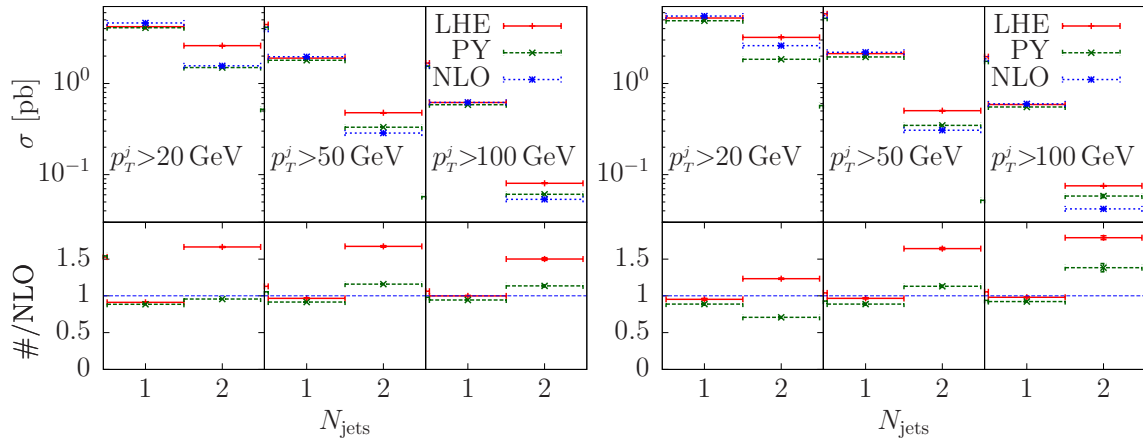 LHE
PY
NLO
σ [pb]
10^0
10^-1
p_T^j>20 GeV
p_T^j>50 GeV
p_T^j>100 GeV
#/NLO
1.5
1
0.5
0
1 2 1 2 1 2
N_jets
LHE
PY
NLO
σ [pb]
10^0
10^-1
p_T^j>20 GeV
p_T^j>50 GeV
p_T^j>100 GeV
#/NLO
1.5
1
0.5
0
1 2 1 2 1 2
N_jets